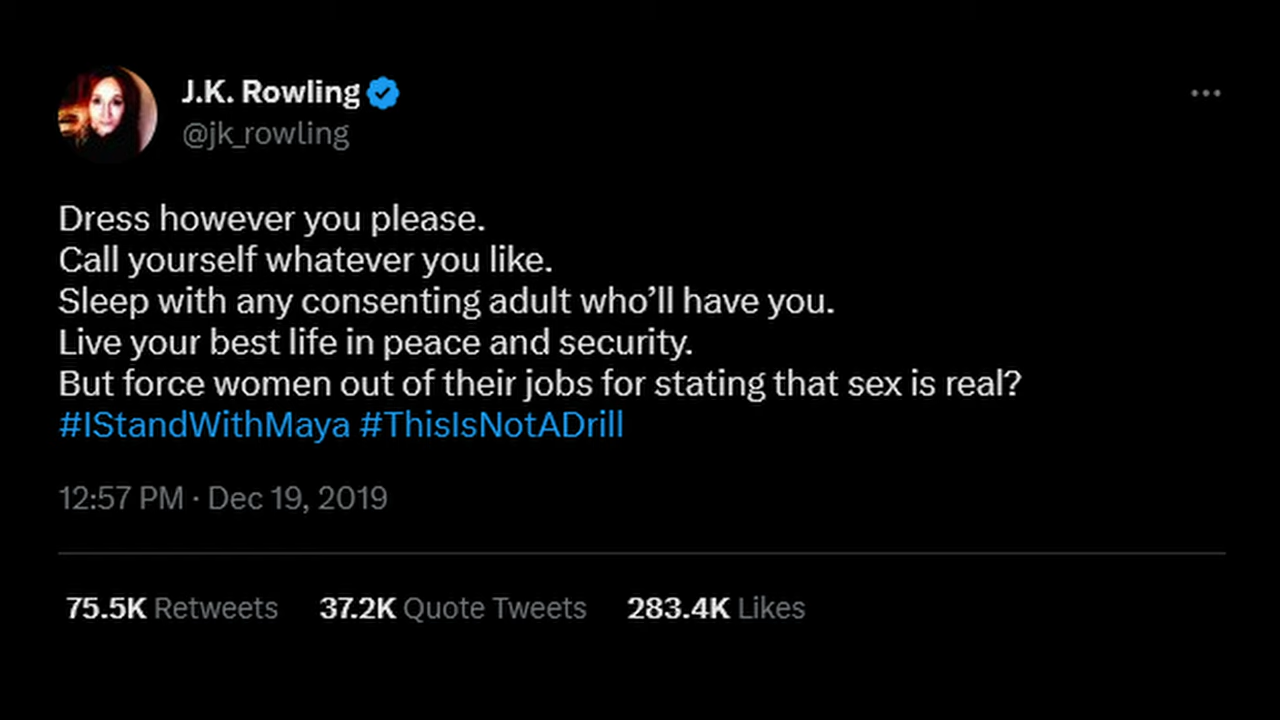 J.K. Rowling
@jk_rowling
Dress however you please.
Call yourself whatever you like.
Sleep with any consenting adult who’ll have you.
Live your best life in peace and security.
But force women out of their jobs for stating that sex is real?
#IStandWithMaya #ThisIsNotADrill
12:57 PM · Dec 19, 2019
75.5K Retweets 37.2K Quote Tweets 283.4K Likes